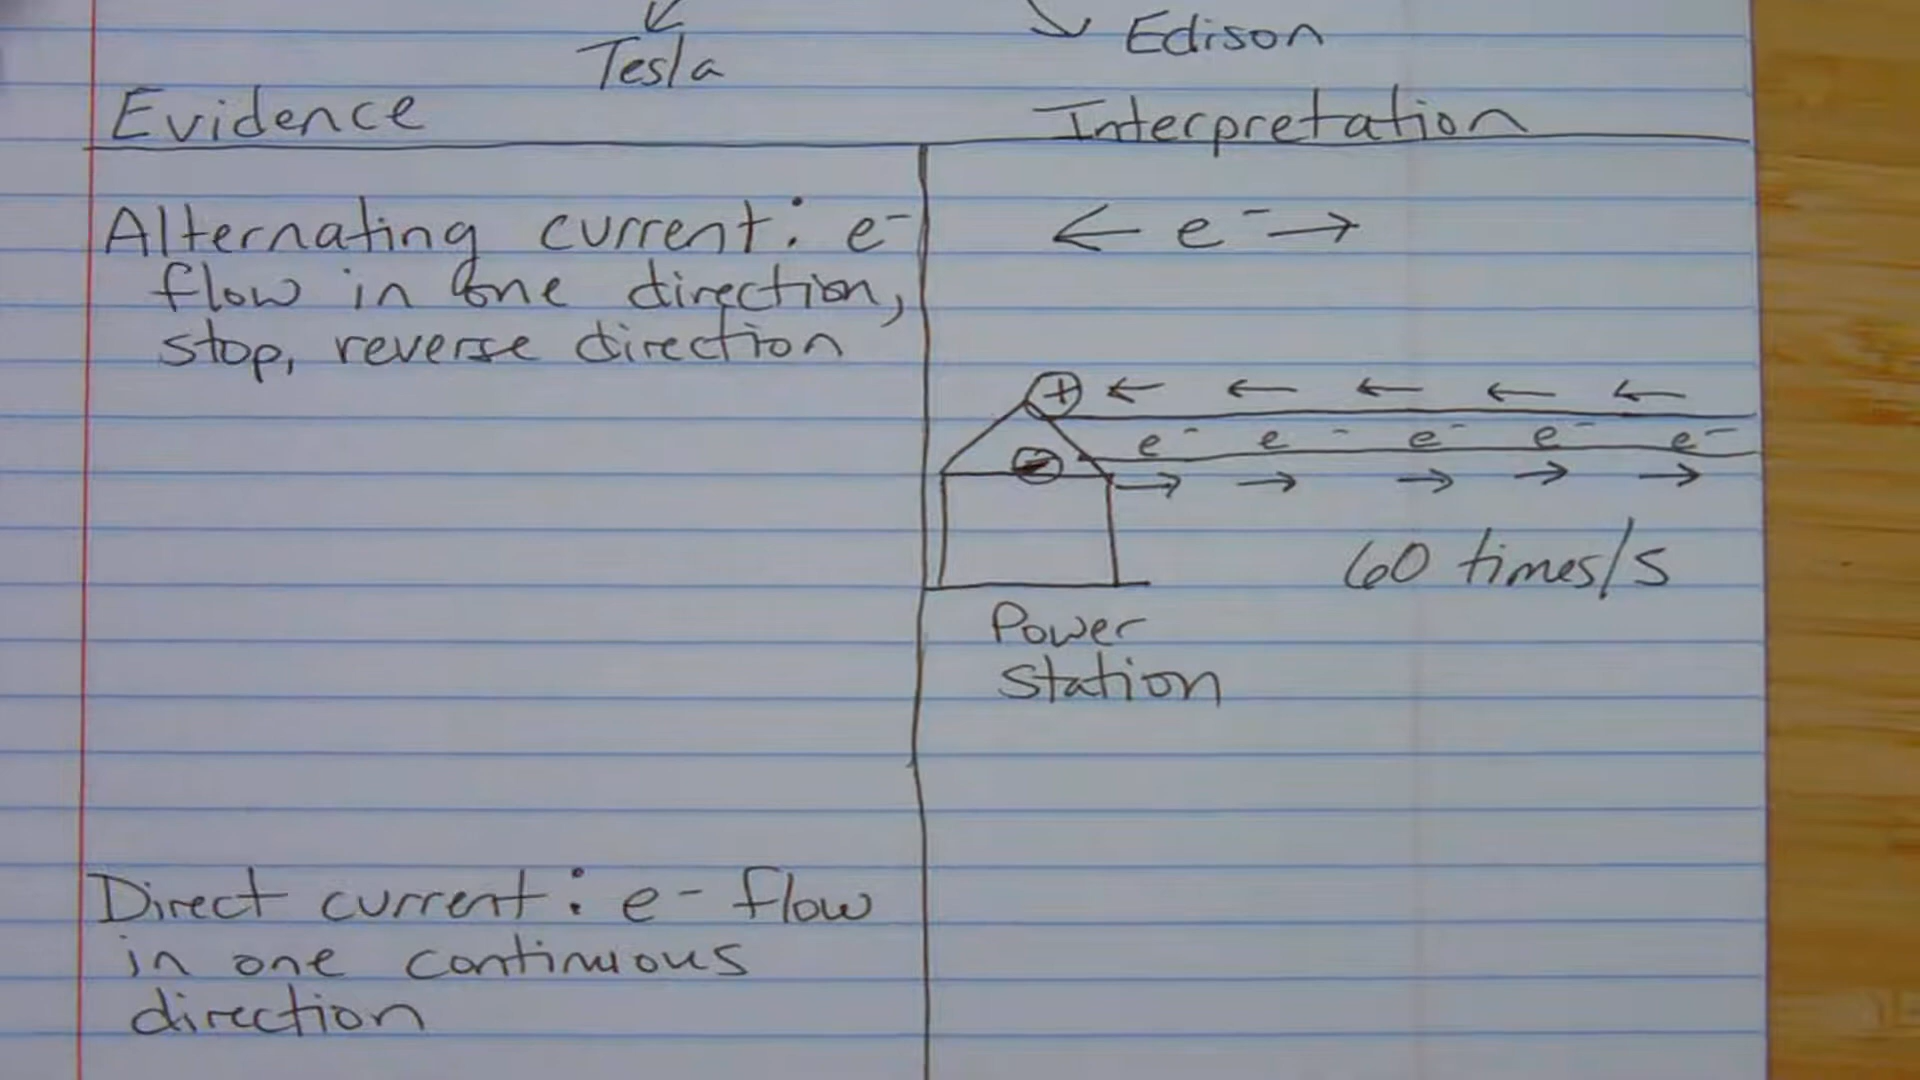 Tesla
Edison
Evidence
Interpretation
Alternating current: e-
flow in one direction,
stop, reverse direction
← e- →
+ ← ← ← ← ←
e- e - e- e- e-
-
→ → → → →
60 times/s
Power
station
Direct current: e- flow
in one continuous
direction